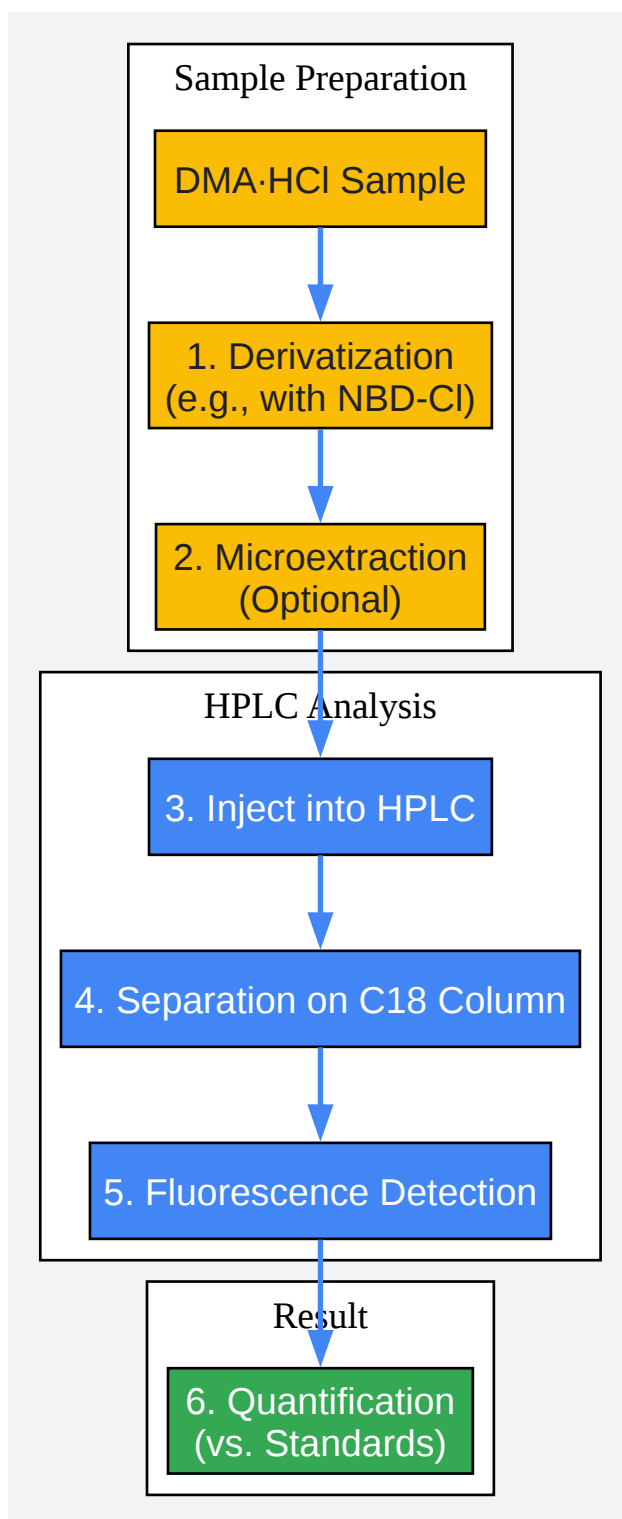 Sample Preparation
DMA·HCl Sample
1. Derivatization
(e.g., with NBD-Cl)
2. Microextraction
(Optional)
HPLC Analysis
3. Inject into HPLC
4. Separation on C18 Column
5. Fluorescence Detection
Result
6. Quantification
(vs. Standards)